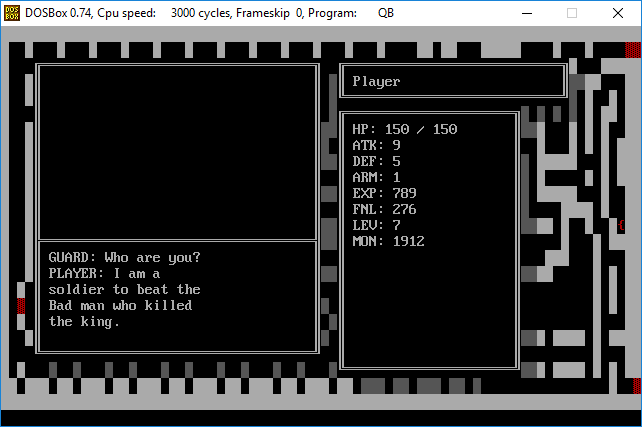 DOSBox 0.74, Cpu speed: 3000 cycles, Frameskip 0, Program: QB
Player
HP: 150 / 150
ATK: 9
DEF: 5
ARM: 1
EXP: 789
FNL: 276
LEV: 7
MON: 1912
GUARD: Who are you?
PLAYER: I am a
soldier to beat the
Bad man who killed
the king.